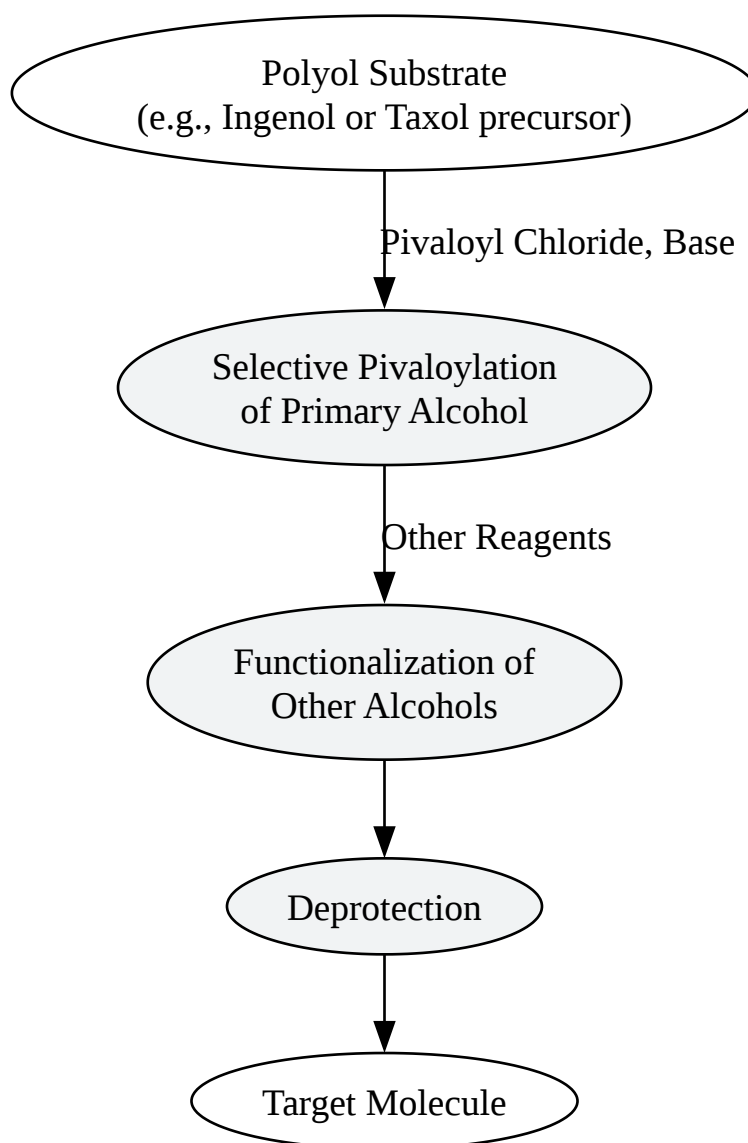 Polyol Substrate
(e.g., Ingenol or Taxol precursor)
Pivaloyl Chloride, Base
Selective Pivaloylation
of Primary Alcohol
Other Reagents
Functionalization of
Other Alcohols
Deprotection
Target Molecule